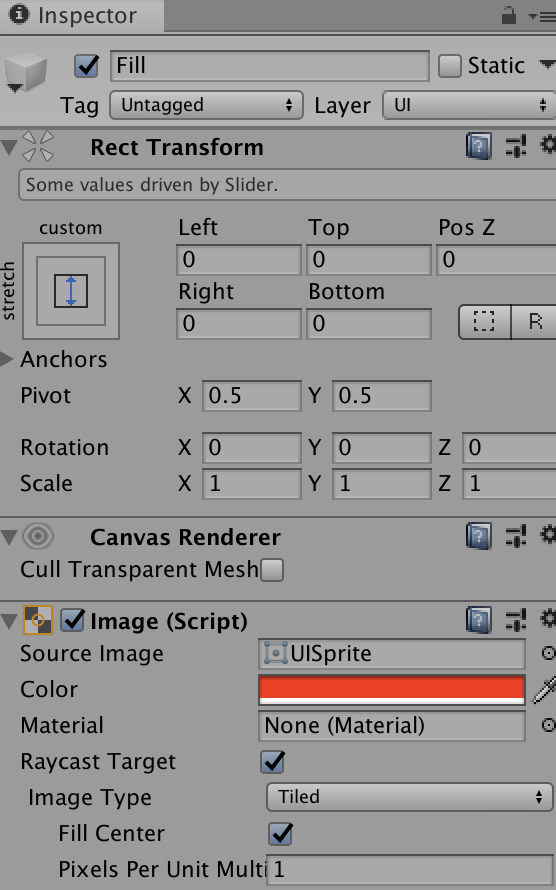 Inspector
Fill
Static
Tag Untagged Layer UI
Rect Transform
Some values driven by Slider.
custom
stretch
Left Top Pos Z
0 0 0
Right Bottom
0 0
R
Anchors
Pivot X 0.5 Y 0.5
Rotation X 0 Y 0 Z 0
Scale X 1 Y 1 Z 1
Canvas Renderer
Cull Transparent Mesh
Image (Script)
Source Image UISprite
Color
Material None (Material)
Raycast Target
Image Type Tiled
Fill Center
Pixels Per Unit Multi 1